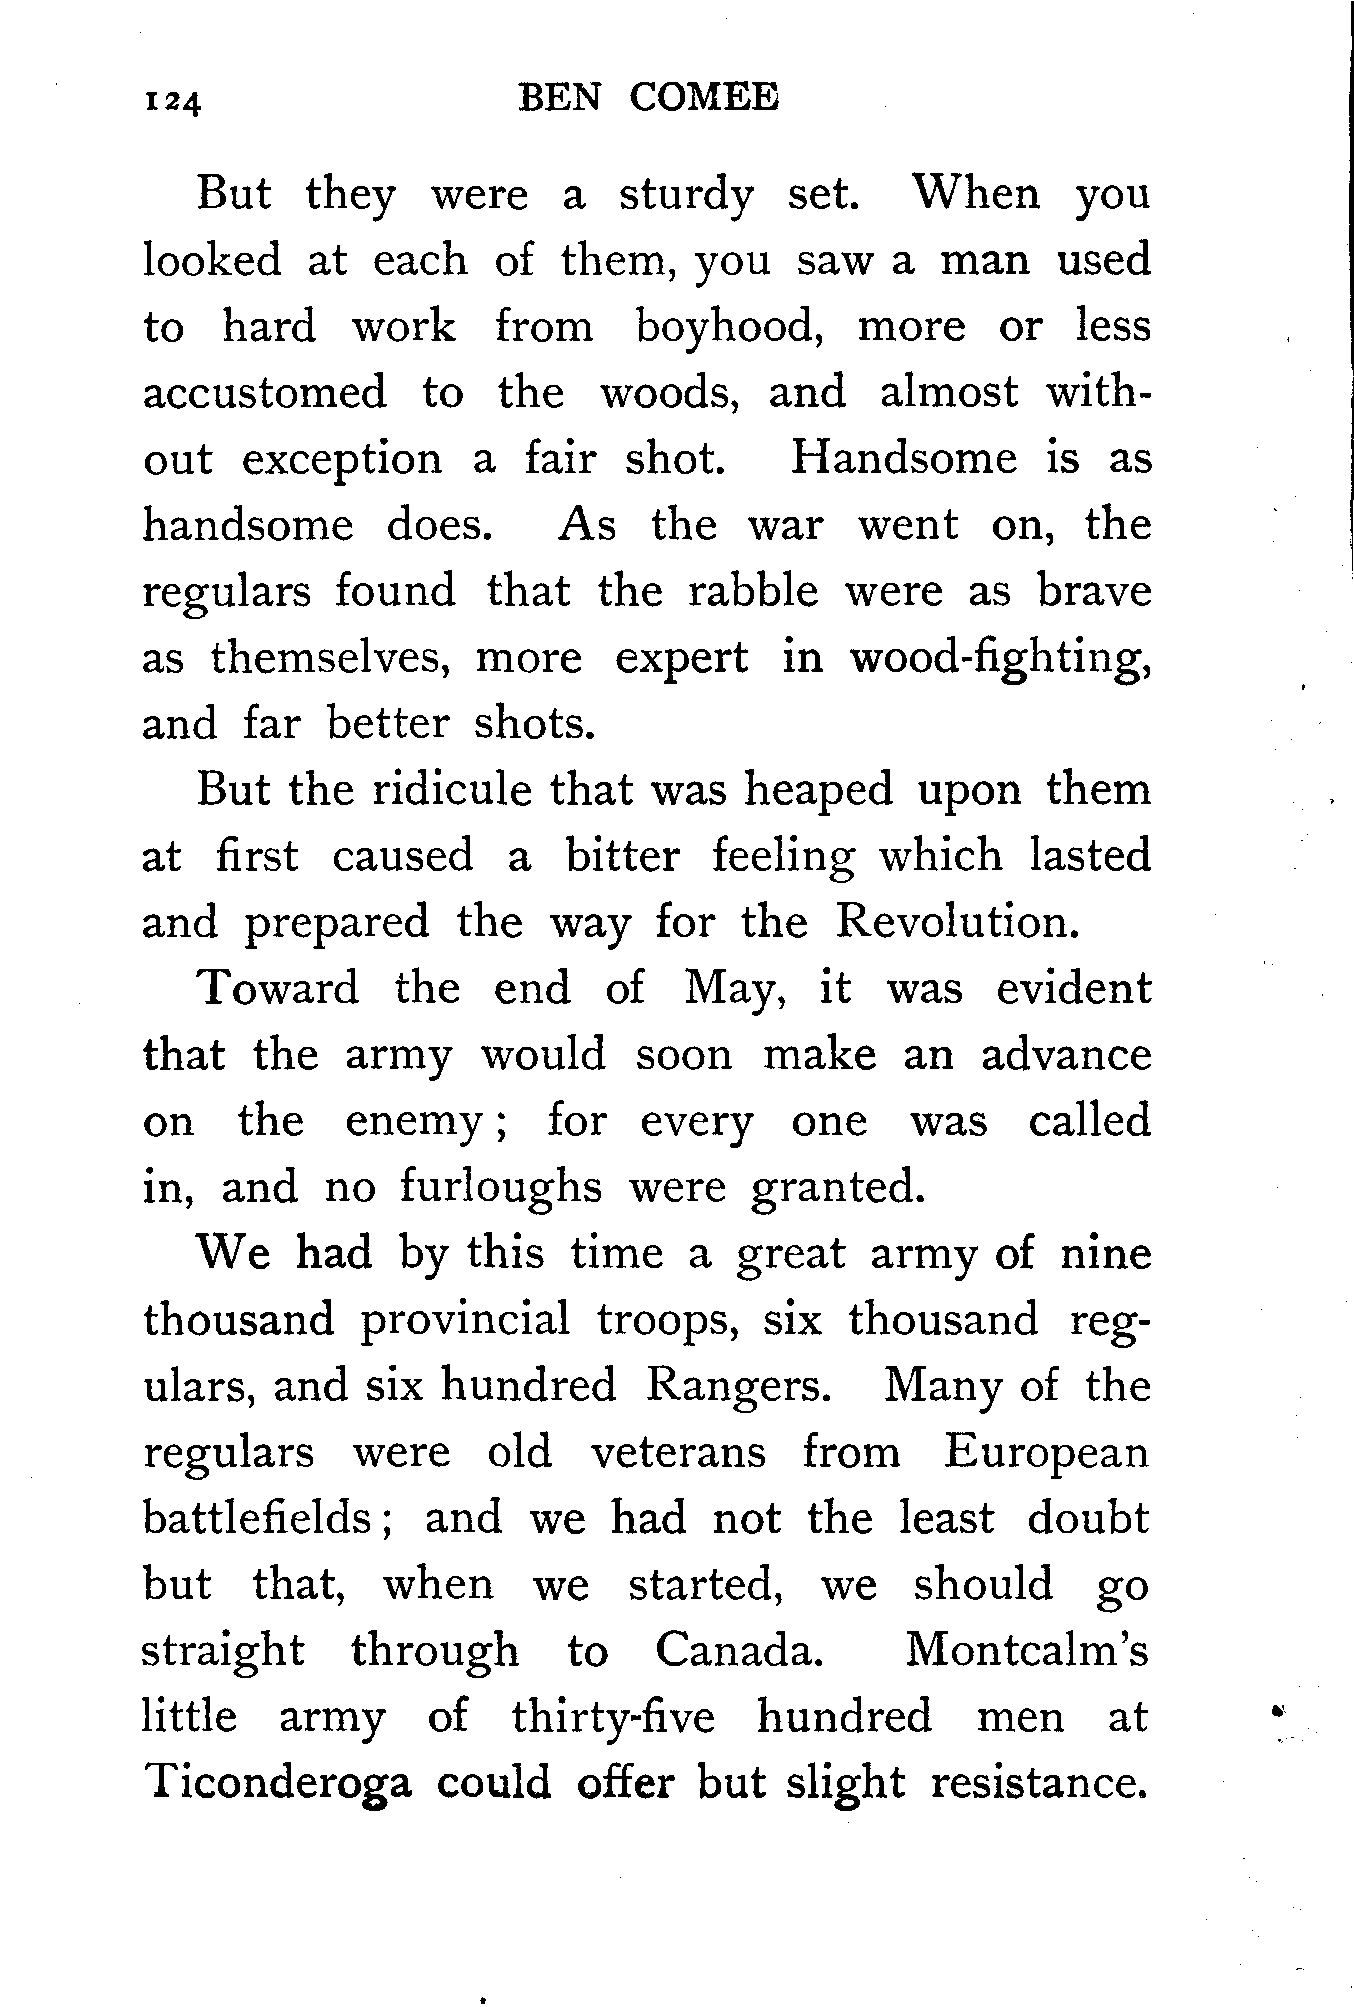 124 BEN COMEE
But they were a sturdy set. When you
looked at each of them, you saw a man used
to hard work from boyhood, more or less
accustomed to the woods, and almost with-
out exception a fair shot. Handsome is as
handsome does. As the war went on, the
regulars found that the rabble were as brave
as themselves, more expert in wood-fighting,
and far better shots.
But the ridicule that was heaped upon them
at first caused a bitter feeling which lasted
and prepared the way for the Revolution.
Toward the end of May, it was evident
that the army would soon make an advance
on the enemy; for every one was called
in, and no furloughs were granted.
We had by this time a great army of nine
thousand provincial troops, six thousand reg-
ulars, and six hundred Rangers. Many of the
regulars were old veterans from European
battlefields; and we had not the least doubt
but that, when we started, we should go
straight through to Canada. Montcalm's
little army of thirty-five hundred men at
Ticonderoga could offer but slight resistance.